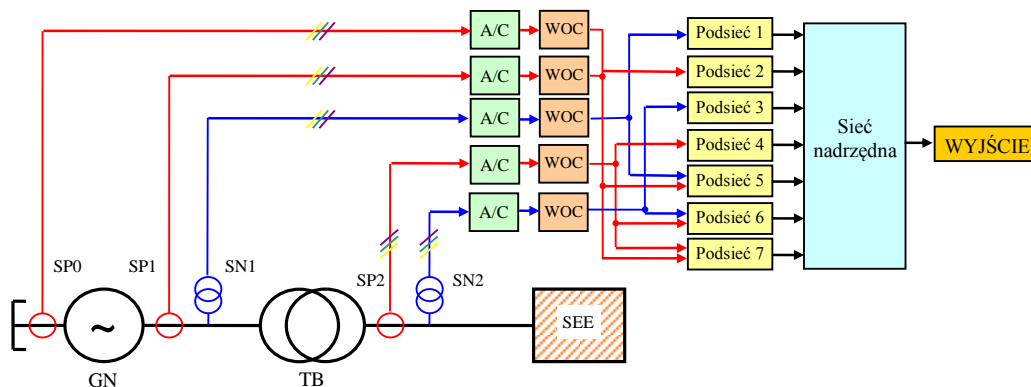 A/C
WOC
Podsieć 1
A/C
WOC
Podsieć 2
A/C
WOC
Podsieć 3
A/C
WOC
Podsieć 4
A/C
WOC
Podsieć 5
Podsieć 6
Podsieć 7
Sieć
nadrzędna
WYJŚCIE
SP0
SP1
SN1
SP2
SN2
~
SEE
GN
TB